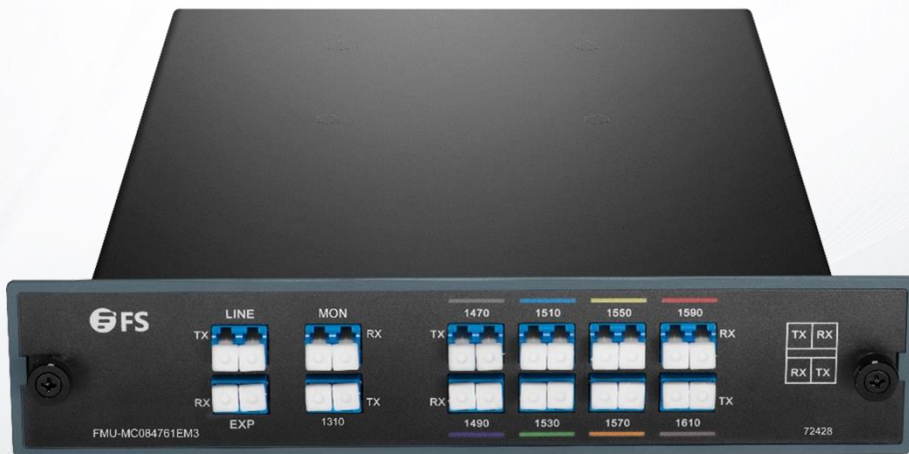 FS
LINE
MON
1470
1510
1550
1590
TX
RX
TX
RX
RX
EXP
1310
TX
RX
1490
1530
1570
1610
TX
TX RX
RX TX
FMU-MC084761EM3
72428